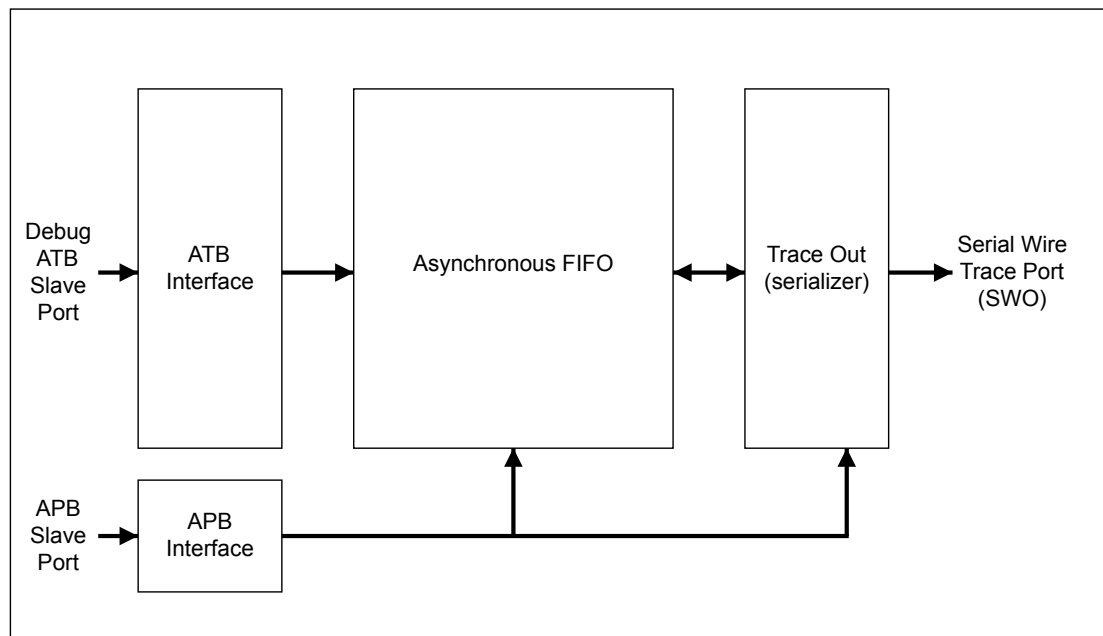 Debug
ATB
Slave
Port
ATB
Interface
Asynchronous FIFO
Trace Out
(serializer)
Serial Wire
Trace Port
(SWO)
APB
Slave
Port
APB
Interface